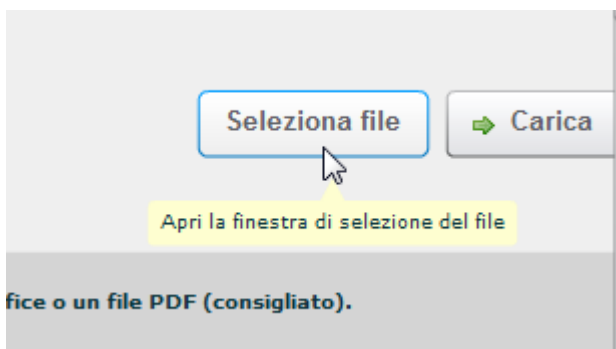 Seleziona file
Carica
Apri la finestra di selezione del file
fice o un file PDF (consigliato).